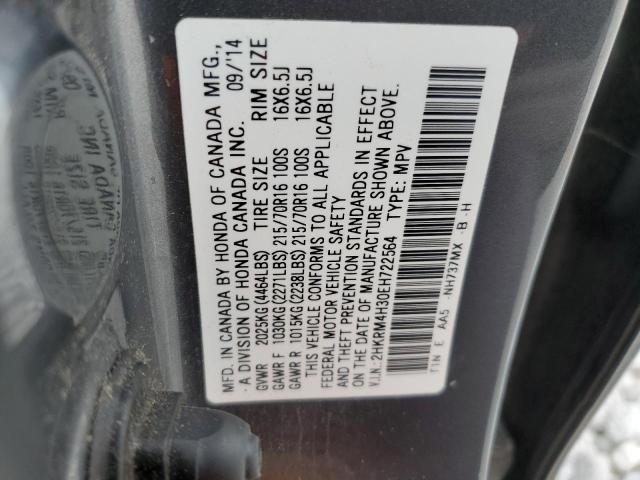 MFD. IN CANADA BY HONDA OF CANADA MFG.,
- A DIVISION OF HONDA CANADA INC. 09/'14
GVWR 2025KG(4464LBS) TIRE SIZE RIM SIZE
GAWR F 1030KG(2271LBS) 215/70R16 100S 16X6.5J
GAWR R 1015KG(2238LBS) 215/70R16 100S 16X6.5J
THIS VEHICLE CONFORMS TO ALL APPLICABLE
FEDERAL MOTOR VEHICLE SAFETY
AND THEFT PREVENTION STANDARDS IN EFFECT
ON THE DATE OF MANUFACTURE SHOWN ABOVE.
V.I.N.:2HKRM4H30EH722564 TYPE: MPV
TIN E AA5 -NH737MX -B -H